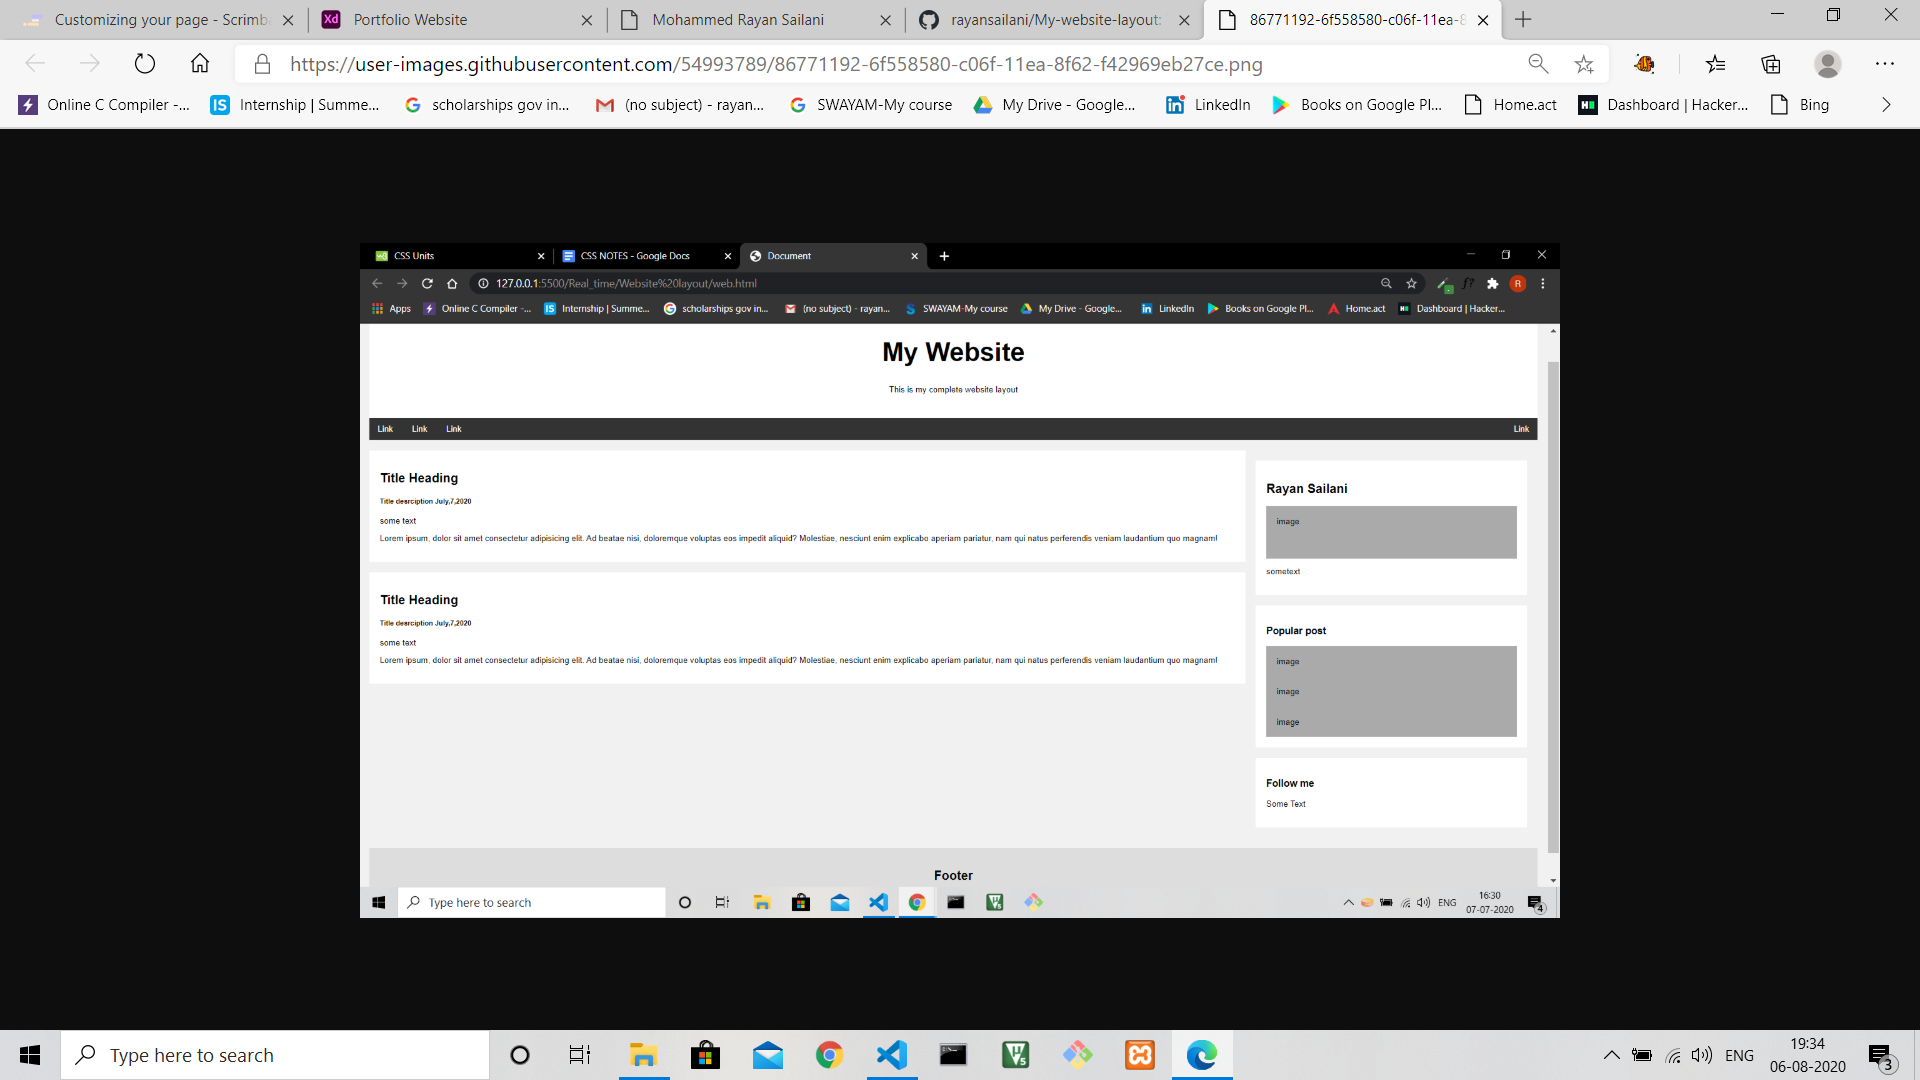 Customizing your page - Scrimb
Xd Portfolio Website
Mohammed Rayan Sailani
rayansailani/My-website-layout:
86771192-6f558580-c06f-11ea-8
https://user-images.githubusercontent.com/54993789/86771192-6f558580-c06f-11ea-8f62-f42969eb27ce.png
Online C Compiler -...
IS Internship | Summe...
scholarships gov in...
(no subject) - rayan...
SWAYAM-My course
My Drive - Google...
LinkedIn
Books on Google Pl...
Home.act
Dashboard | Hacker...
Bing
CSS Units
CSS NOTES - Google Docs
Document
127.0.0.1:5500/Real_time/Website%20layout/web.html
f?
R
Apps
Online C Compiler -...
IS Internship | Summe...
scholarships gov in...
(no subject) - rayan...
SWAYAM-My course
My Drive - Google...
LinkedIn
Books on Google Pl...
Home.act
Dashboard | Hacker...
My Website
This is my complete website layout
Link Link Link Link
Title Heading
Title desrciption July,7,2020
some text
Lorem ipsum, dolor sit amet consectetur adipisicing elit. Ad beatae nisi, doloremque voluptas eos impedit aliquid? Molestiae, nesciunt enim explicabo aperiam pariatur, nam qui natus perferendis veniam laudantium quo magnam!
Title Heading
Title desrciption July,7,2020
some text
Lorem ipsum, dolor sit amet consectetur adipisicing elit. Ad beatae nisi, doloremque voluptas eos impedit aliquid? Molestiae, nesciunt enim explicabo aperiam pariatur, nam qui natus perferendis veniam laudantium quo magnam!
Rayan Sailani
image
sometext
Popular post
image
image
image
Follow me
Some Text
Footer
Type here to search
ENG
16:30
07-07-2020
4
Type here to search
ENG
19:34
06-08-2020
3